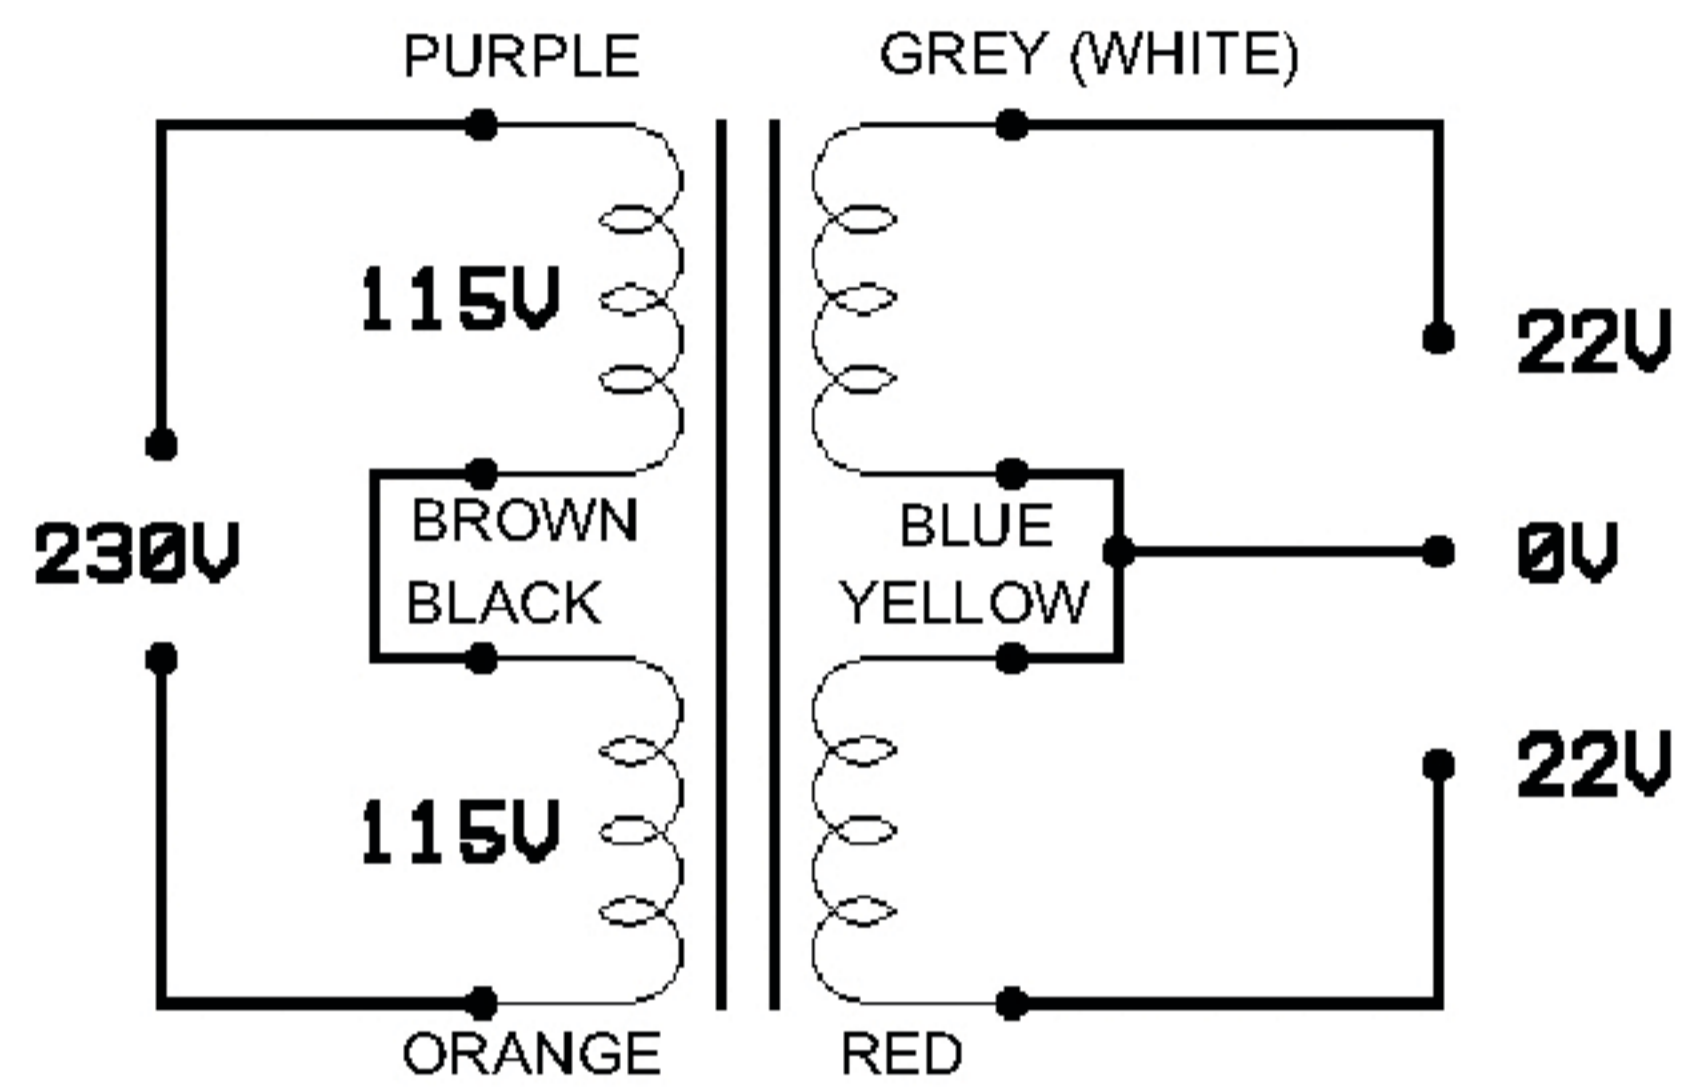 PURPLE
GREY (WHITE)
115V
22V
BROWN
BLUE
230V
0V
BLACK
YELLOW
22V
115V
ORANGE
RED